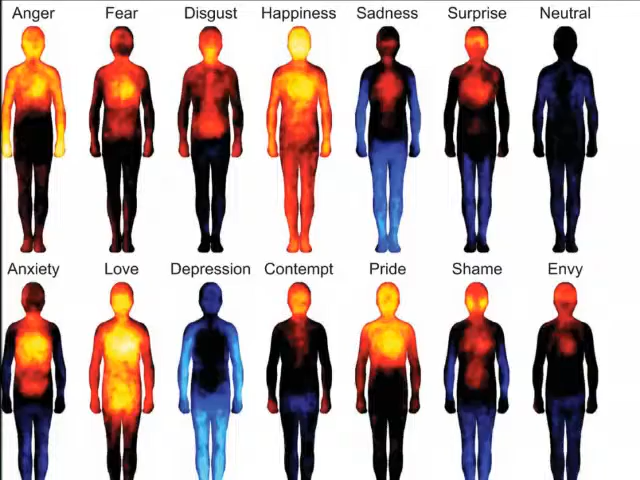 Anger Fear Disgust Happiness Sadness Surprise Neutral
Anxiety Love Depression Contempt Pride Shame Envy